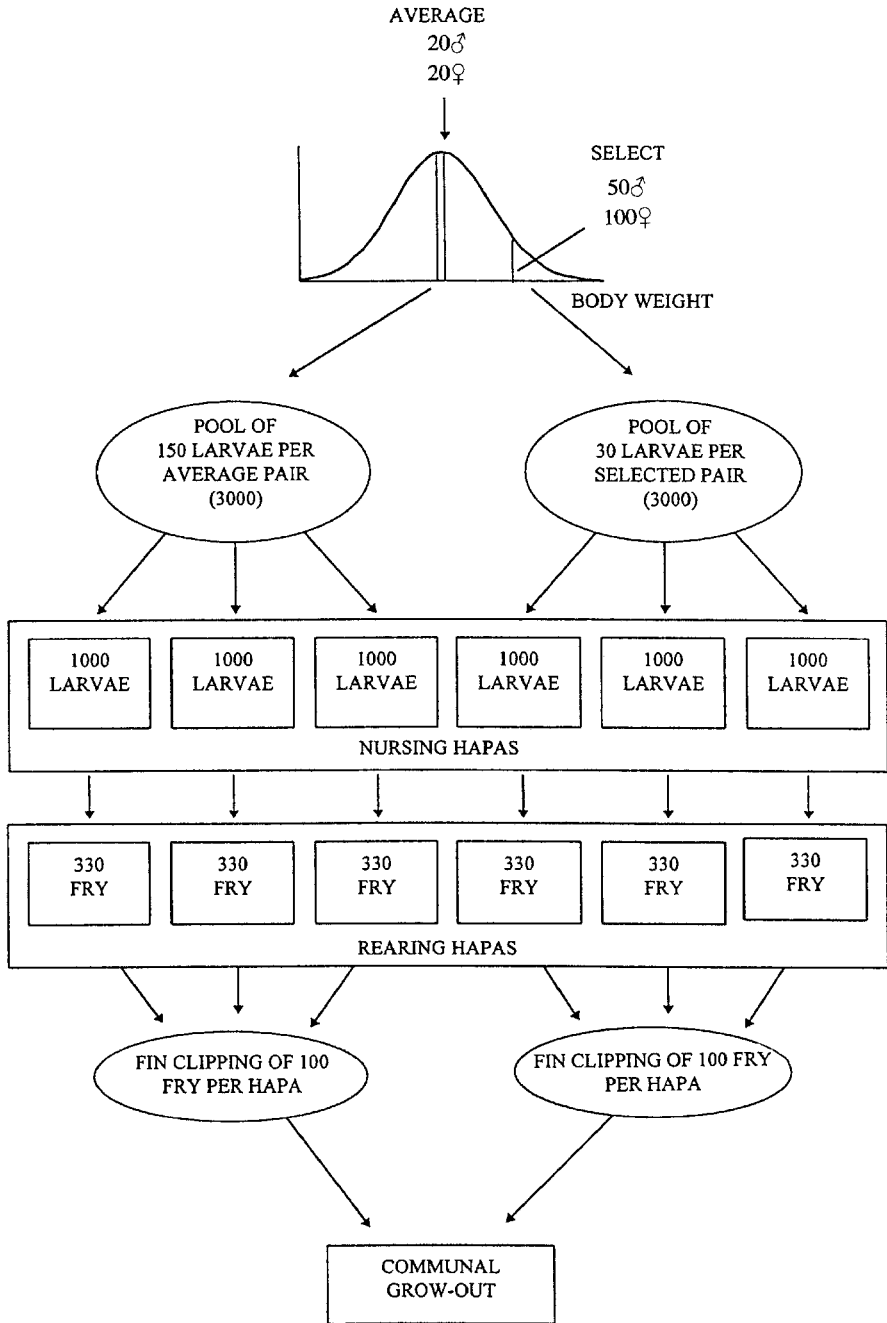 AVERAGE
20♂
20♀
SELECT
50♂
100♀
BODY WEIGHT
POOL OF
150 LARVAE PER
AVERAGE PAIR
(3000)
POOL OF
30 LARVAE PER
SELECTED PAIR
(3000)
1000
LARVAE
1000
LARVAE
1000
LARVAE
1000
LARVAE
1000
LARVAE
1000
LARVAE
NURSING HAPAS
330
FRY
330
FRY
330
FRY
330
FRY
330
FRY
330
FRY
REARING HAPAS
FIN CLIPPING OF 100
FRY PER HAPA
FIN CLIPPING OF 100 FRY
PER HAPA
COMMUNAL
GROW-OUT